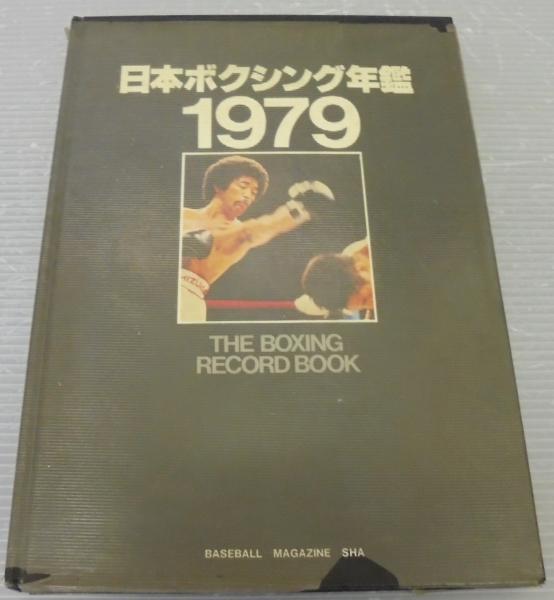 日本ボクシング年鑑
1979
THE BOXING
RECORD BOOK
BASEBALL MAGAZINE SHA